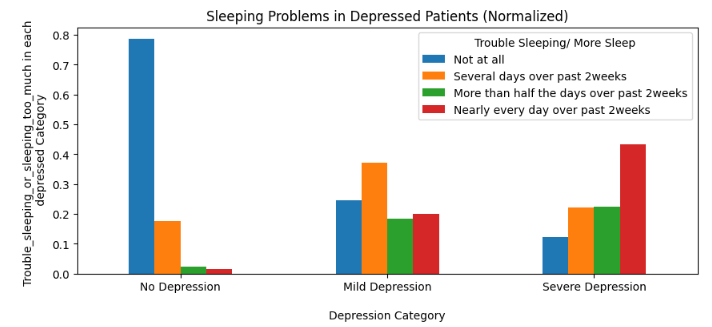 Sleeping Problems in Depressed Patients (Normalized)
Trouble_sleeping_or_sleeping_too_much in each
depressed Category
0.8
0.7
0.6
0.5
0.4
0.3
0.2
0.1
0.0
Trouble Sleeping/ More Sleep
Not at all
Several days over past 2weeks
More than half the days over past 2weeks
Nearly every day over past 2weeks
No Depression
Mild Depression
Severe Depression
Depression Category